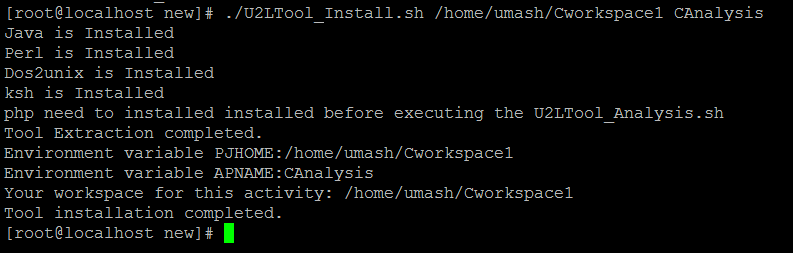 [root@localhost new]# ./U2LTool_Install.sh /home/umash/Cworkspace1 CAnalysis
Java is Installed
Perl is Installed
Dos2unix is Installed
ksh is Installed
php need to installed installed before executing the U2LTool_Analysis.sh
Tool Extraction completed.
Environment variable PJHOME:/home/umash/Cworkspace1
Environment variable APNAME:CAnalysis
Your workspace for this activity: /home/umash/Cworkspace1
Tool installation completed.
[root@localhost new]#